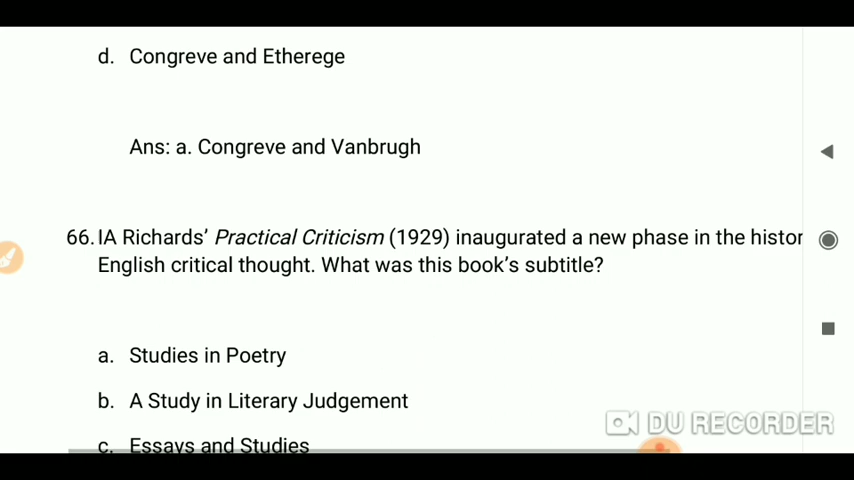 d. Congreve and Etherege
Ans: a. Congreve and Vanbrugh
66. IA Richards’ Practical Criticism (1929) inaugurated a new phase in the histor
English critical thought. What was this book’s subtitle?
a. Studies in Poetry
b. A Study in Literary Judgement
DU RECORDER
c. Essays and Studies